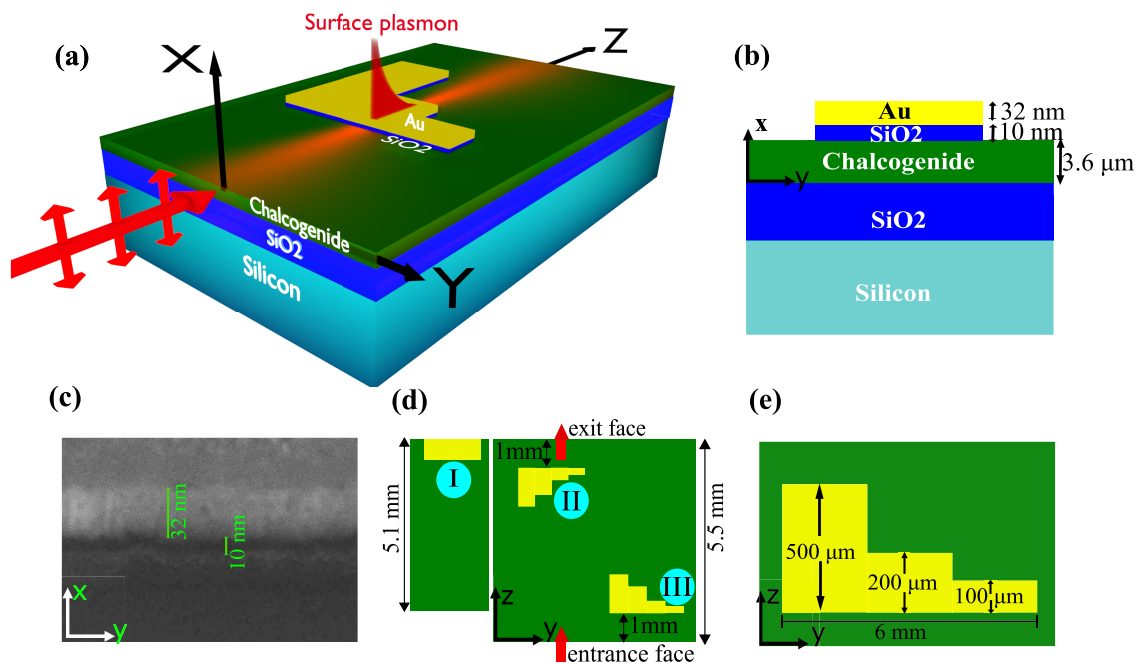 (a)
Surface plasmon
X
Z
Au
SiO2
Chalcogenide
SiO2
Silicon
Y
(b)
Au
32 nm
SiO2
10 nm
x
Chalcogenide
3.6 μm
y
SiO2
Silicon
(c)
32 nm
10 nm
x
y
(d)
exit face
1mm
I
II
5.1 mm
5.5 mm
III
z
y
1mm
entrance face
(e)
500 μm
200 μm
100 μm
z
y
6 mm